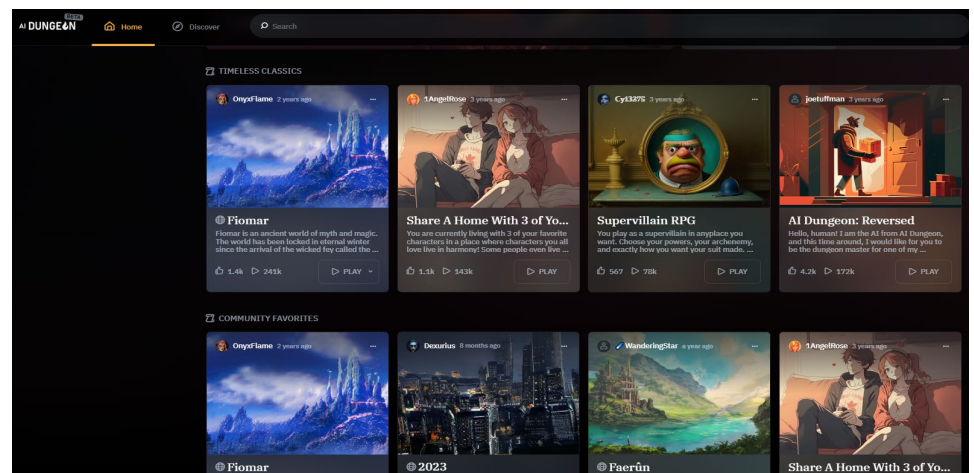 AI DUNGEON BETA
Home
Discover
Search
TIMELESS CLASSICS
OnyxFlame 2 years ago
Fiomar
Fiomar is an ancient world of myth and magic.
The world has been locked in eternal winter
since the arrival of the wicked fey called the ...
1.4k 241k PLAY
1AngelRose 3 years ago
Share A Home With 3 of Yo...
You are currently living with 3 of your favorite
characters in a place where characters you all
love live in harmony! Some people even live ...
1.1k 143k PLAY
Cy13375 3 years ago
Supervillain RPG
You play as a supervillain in anyplace you
want. Choose your powers, your archenemy,
and exactly how you want your suit made. ...
567 78k PLAY
joetuffman 3 years ago
AI Dungeon: Reversed
Hello, human! I am the AI from AI Dungeon,
and this time around, I would like for you to
be the dungeon master for one of my ...
4.2k 172k PLAY
COMMUNITY FAVORITES
OnyxFlame 2 years ago
Fiomar
Dexurius 8 months ago
2023
WanderingStar a year ago
Faerûn
1AngelRose 3 years ago
Share A Home With 3 of Yo...